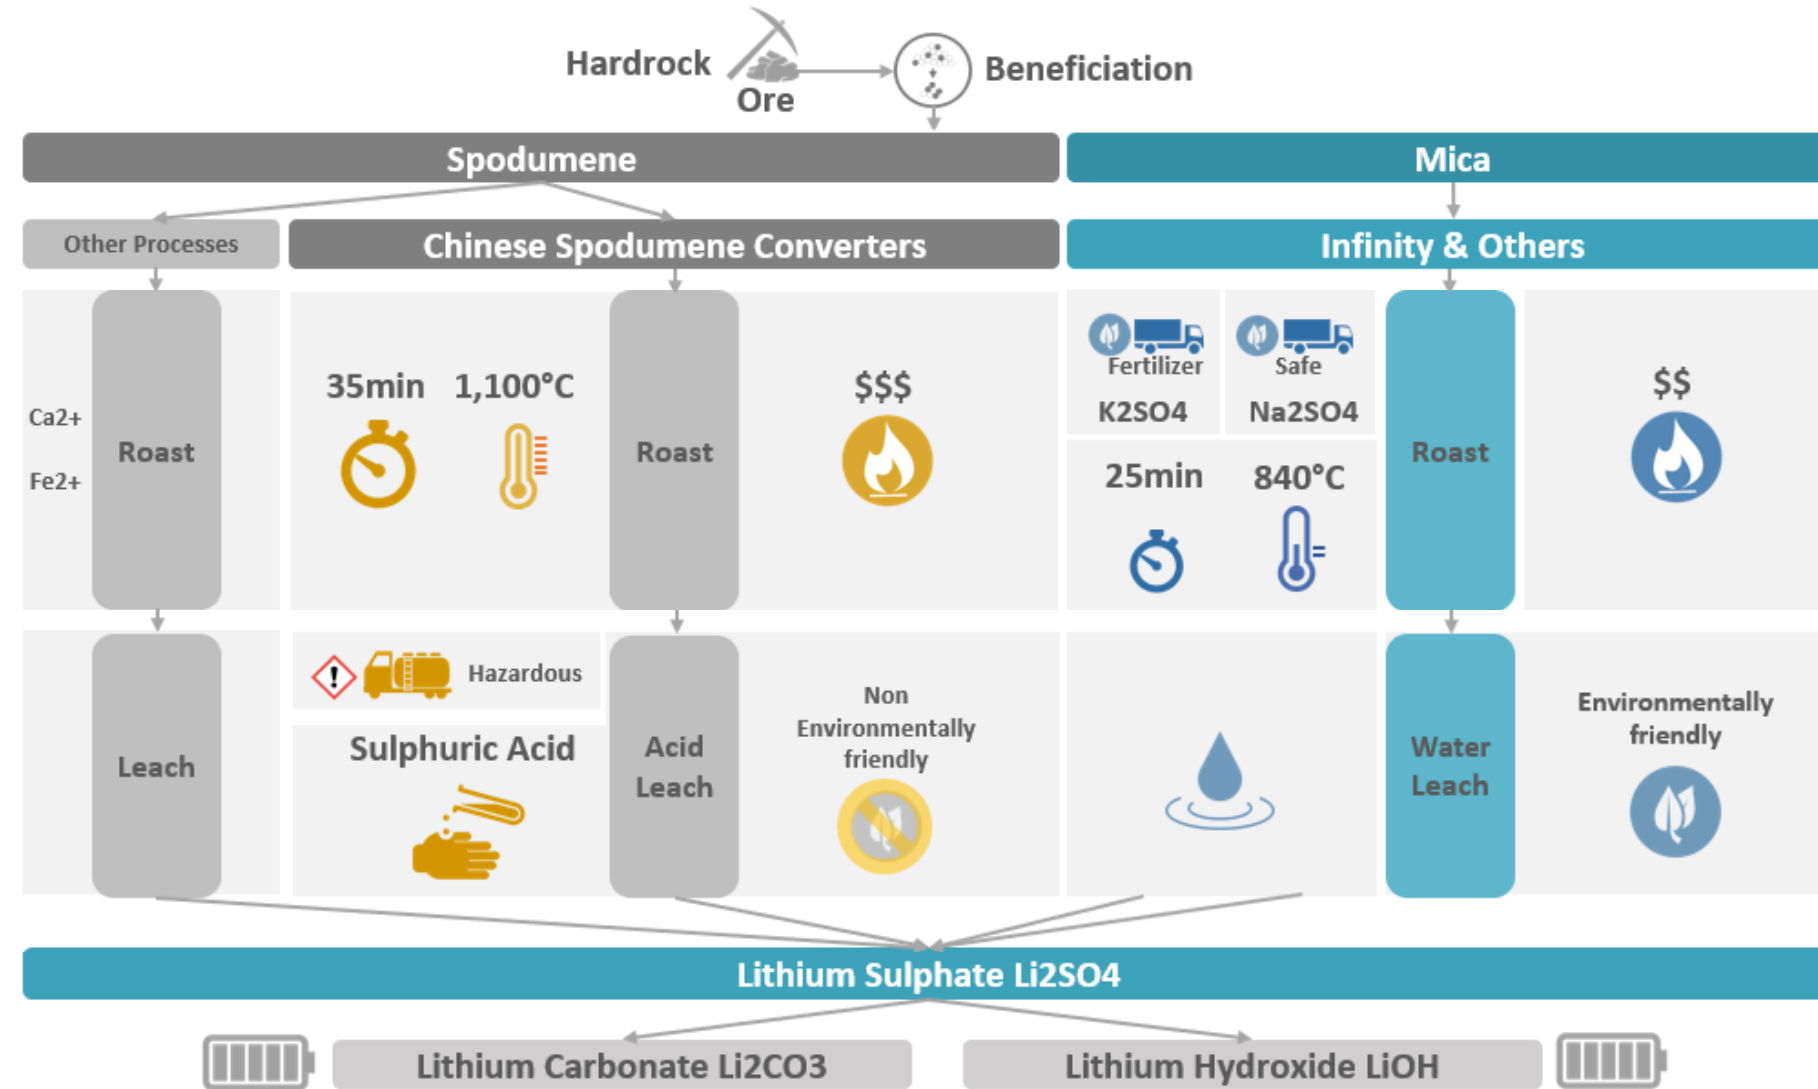 Hardrock
Ore
Beneficiation
Spodumene
Mica
Other Processes
Chinese Spodumene Converters
Infinity & Others
Ca2+
Fe2+
Roast
35min
1,100°C
Roast
$$$
Fertilizer
K2SO4
Safe
Na2SO4
25min
840°C
Roast
$$
Leach
!
Hazardous
Sulphuric Acid
Acid
Leach
Non
Environmentally
friendly
Water
Leach
Environmentally
friendly
Lithium Sulphate Li2SO4
Lithium Carbonate Li2CO3
Lithium Hydroxide LiOH